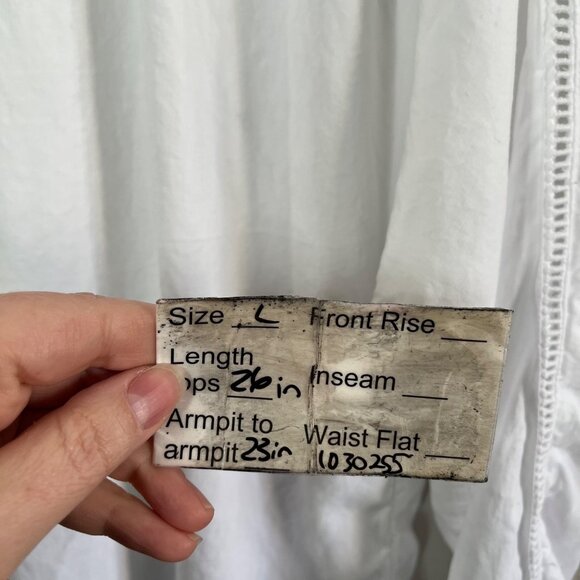 Size L Front Rise
Length
ops 26in Inseam
Armpit to
armpit 23in Waist Flat
1030255